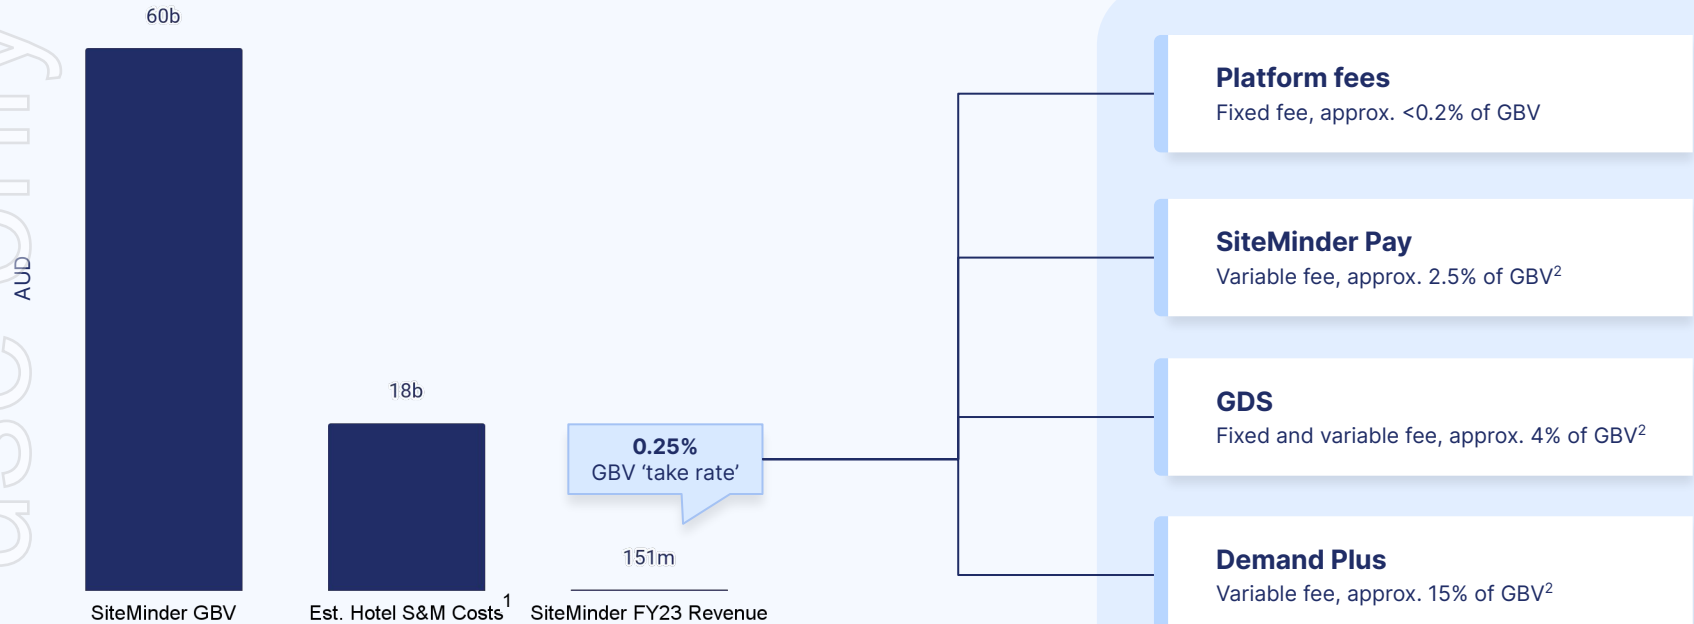 60b
AUD
18b
0.25%
GBV ‘take rate’
151m
SiteMinder GBV
Est. Hotel S&M Costs1
SiteMinder FY23 Revenue
Platform fees
Fixed fee, approx. <0.2% of GBV
SiteMinder Pay
Variable fee, approx. 2.5% of GBV2
GDS
Fixed and variable fee, approx. 4% of GBV2
Demand Plus
Variable fee, approx. 15% of GBV2